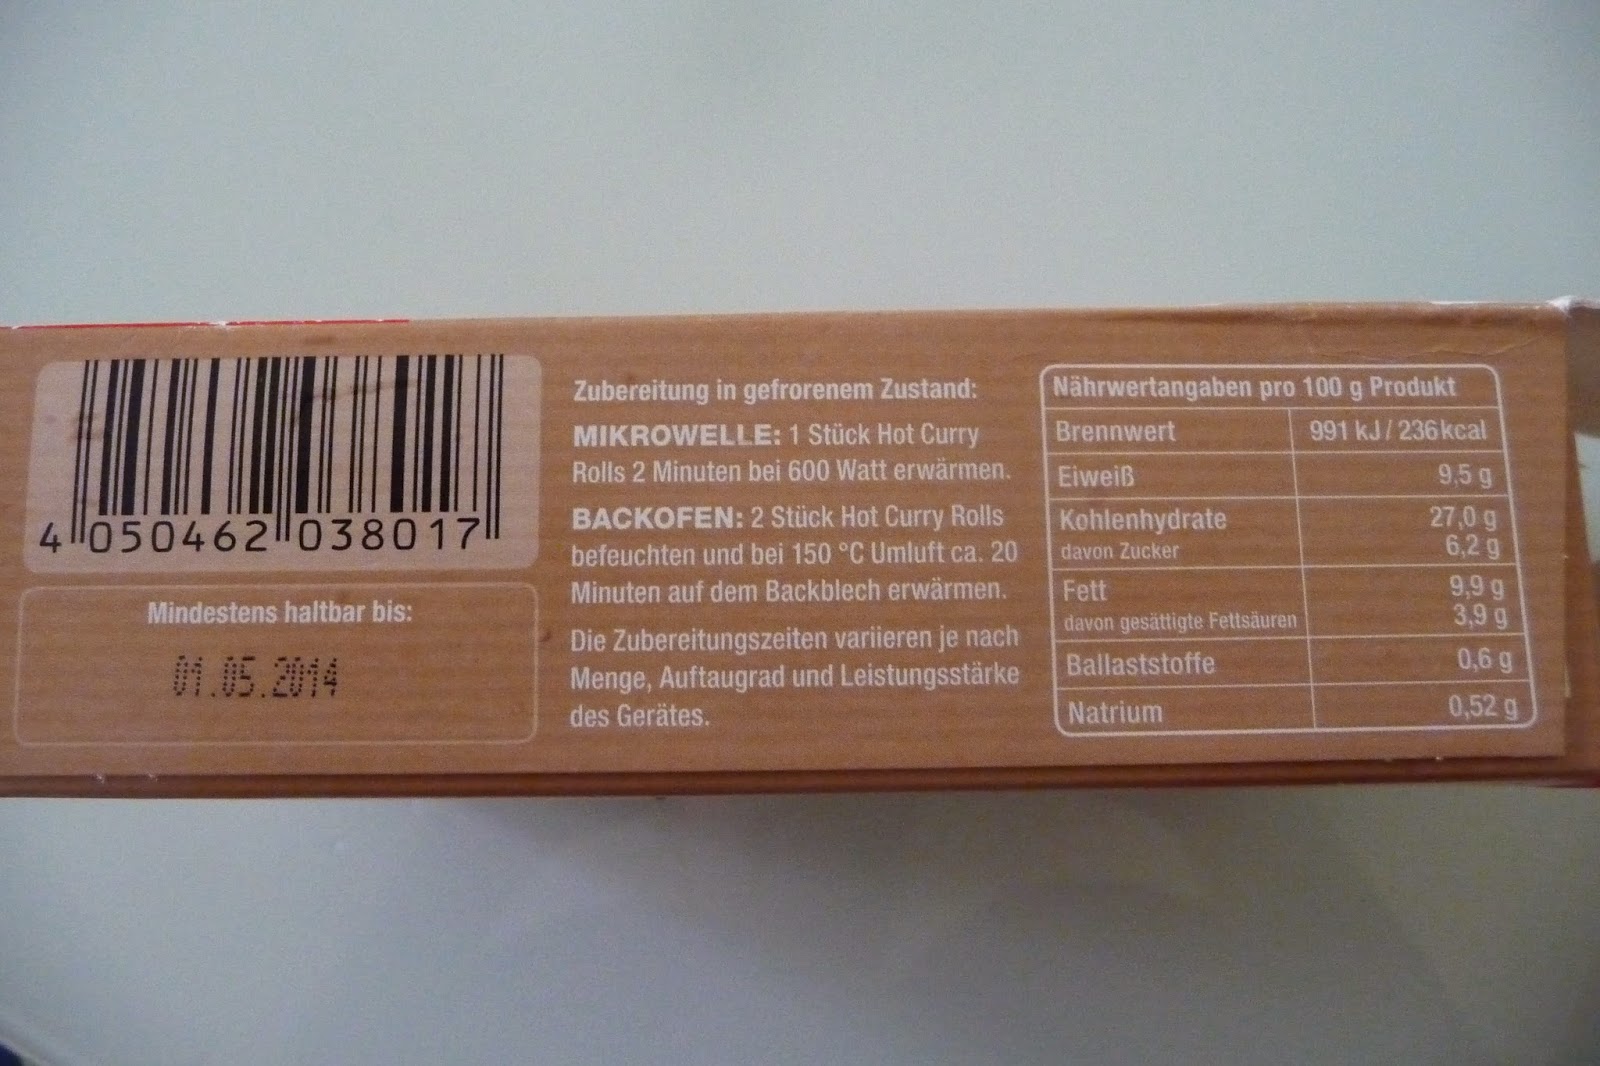 4 050462 038017
Mindestens haltbar bis:
01.05.2014
Zubereitung in gefrorenem Zustand:
MIKROWELLE: 1 Stück Hot Curry
Rolls 2 Minuten bei 600 Watt erwärmen.
BACKOFEN: 2 Stück Hot Curry Rolls
befeuchten und bei 150 °C Umluft ca. 20
Minuten auf dem Backblech erwärmen.
Die Zubereitungszeiten variieren je nach
Menge, Auftaugrad und Leistungsstärke
des Gerätes.
Nährwertangaben pro 100 g Produkt
Brennwert 991 kJ / 236 kcal
Eiweiß 9,5 g
Kohlenhydrate 27,0 g
davon Zucker 6,2 g
Fett 9,9 g
davon gesättigte Fettsäuren 3,9 g
Ballaststoffe 0,6 g
Natrium 0,52 g